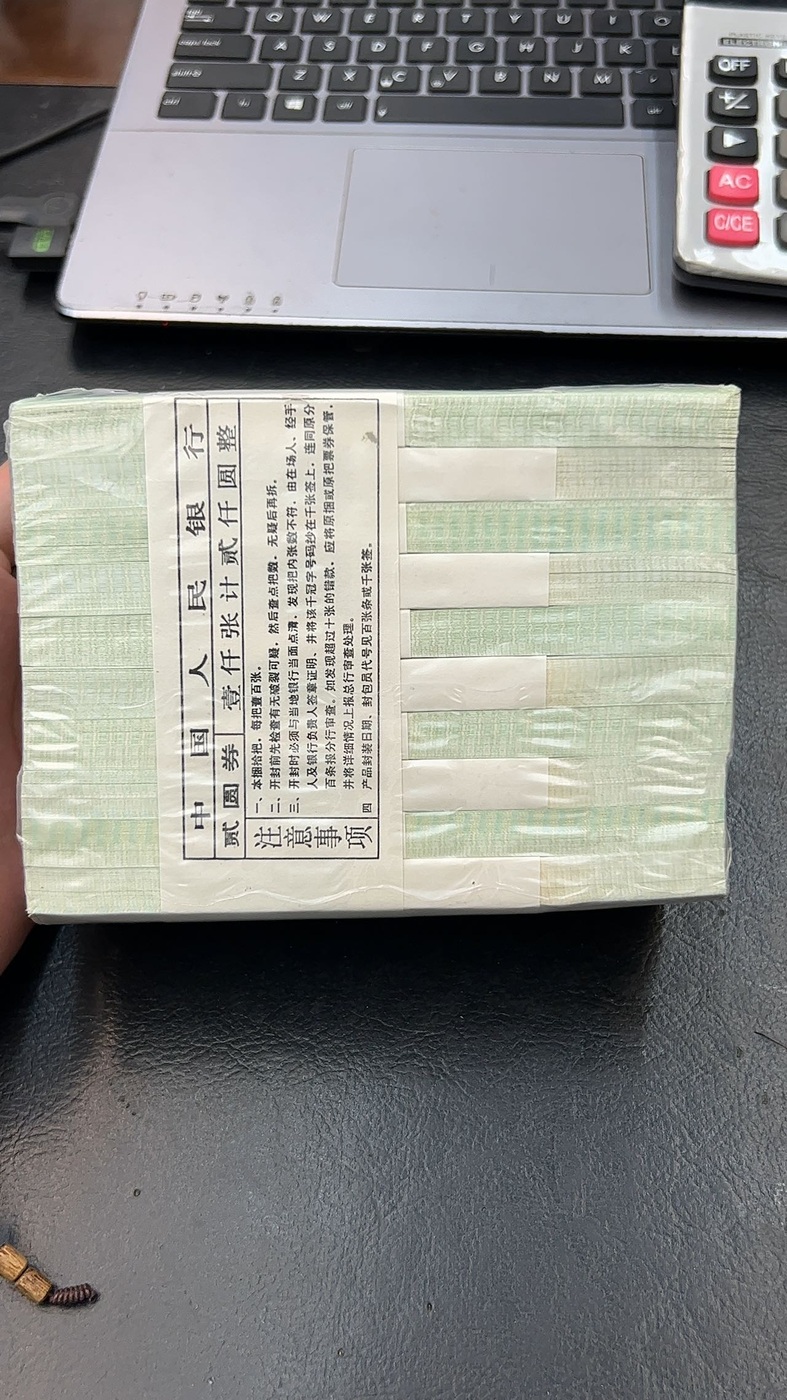 中国人民银行
贰圆券 壹仟张计贰仟圆整
注意事项
一、本捆拾把，每把壹百张。
二、开封前先检查有无破裂可疑，然后查点把数，无疑后再拆。
三、开封时必须与当地银行当面点清，发现把内张数不符，由在场人、经手
人及银行负责人签章证明、并将该千冠字号码抄在千张签上，连同原分
百条报分行审查。如发现超过十张的错款，应将原捆或原把票券保管，
并将详细情况上报总行审查处理。
四 产品封装日期、封包员代号见百张条或千张签。
Q W E R T Y U I O
caps lock A S D F G H J K L
shift Z X C V B N M
ELECTRONIC
OFF
+/-
▶
AC
C/CE